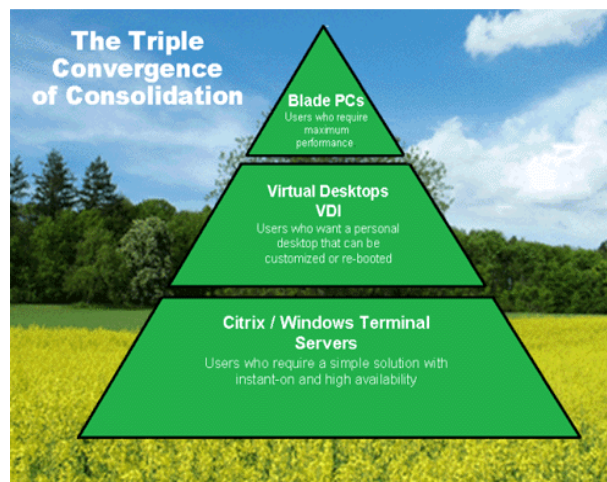 The Triple
Convergence
of Consolidation
Blade PCs
Users who require
maximum
performance
Virtual Desktops
VDI
Users who want a personal
desktop that can be
customized or re-booted
Citrix / Windows Terminal
Servers
Users who require a simple solution with
instant-on and high availability